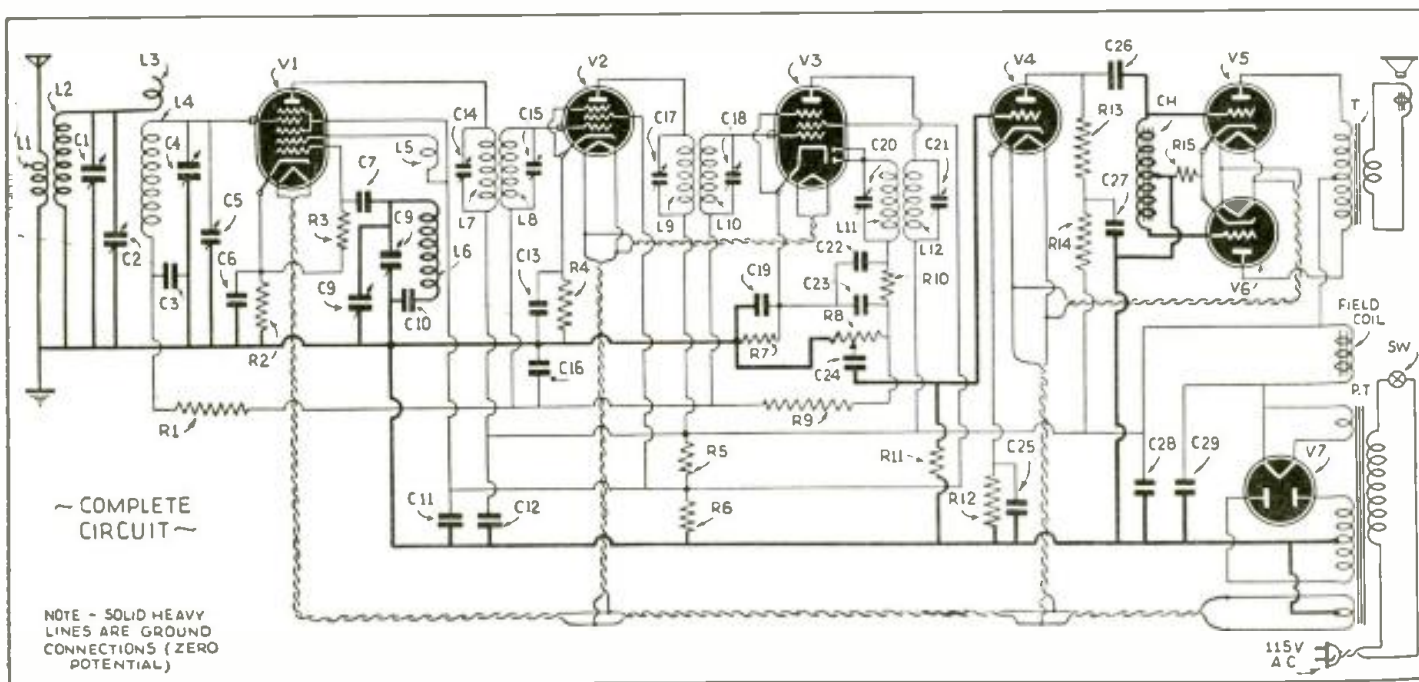 L1
L2
L3
L4
C1
C2
C3
C4
C5
C6
V1
R1
R2
R3
C7
L5
C9
C9
L6
C10
C11
C12
C14
L7
L8
C15
C13
R4
C16
V2
C17
L9
L10
C18
R5
R6
V3
C19
R7
C20
L11
L12
C21
C22
C23
R10
R8
C24
R9
R11
V4
R12
C25
R13
R14
C26
C27
CH
R15
V5
V6
T
FIELD
COIL
SW
P.T
V7
C28
C29
115V
AC
~ COMPLETE
CIRCUIT ~
NOTE - SOLID HEAVY
LINES ARE GROUND
CONNECTIONS (ZERO
POTENTIAL)